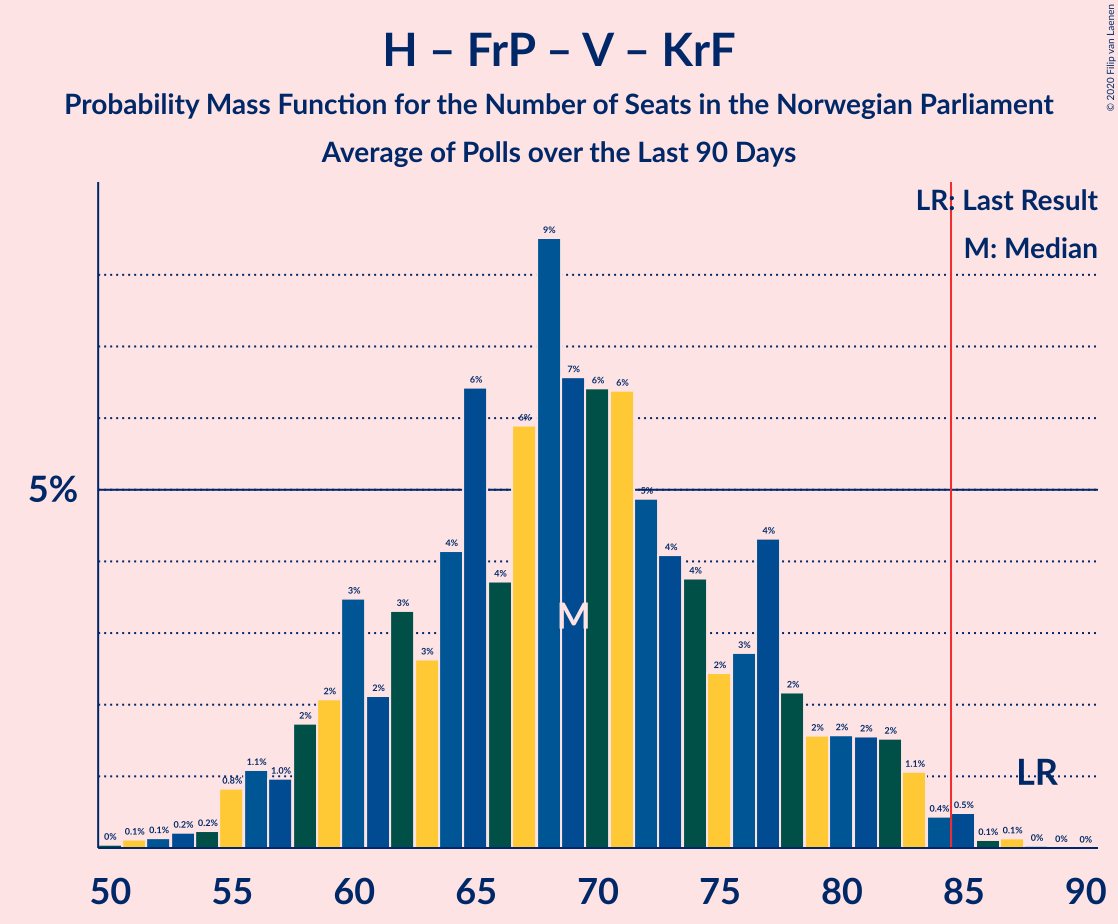 H – FrP – V – KrF
Probability Mass Function for the Number of Seats in the Norwegian Parliament
Average of Polls over the Last 90 Days
© 2020 Filip van Laenen
LR: Last Result
M: Median
5%
0% 0.1% 0.1% 0.2% 0.2% 0.8% 1.1% 1.0% 2% 2% 3% 2% 3% 3% 4% 6% 4% 6% 9% 7% 6% 6% 5% 4% 4% 2% 3% 4% 2% 2% 2% 2% 2% 1.1% 0.4% 0.5% 0.1% 0.1% 0% 0% 0%
M
LR
50 55 60 65 70 75 80 85 90